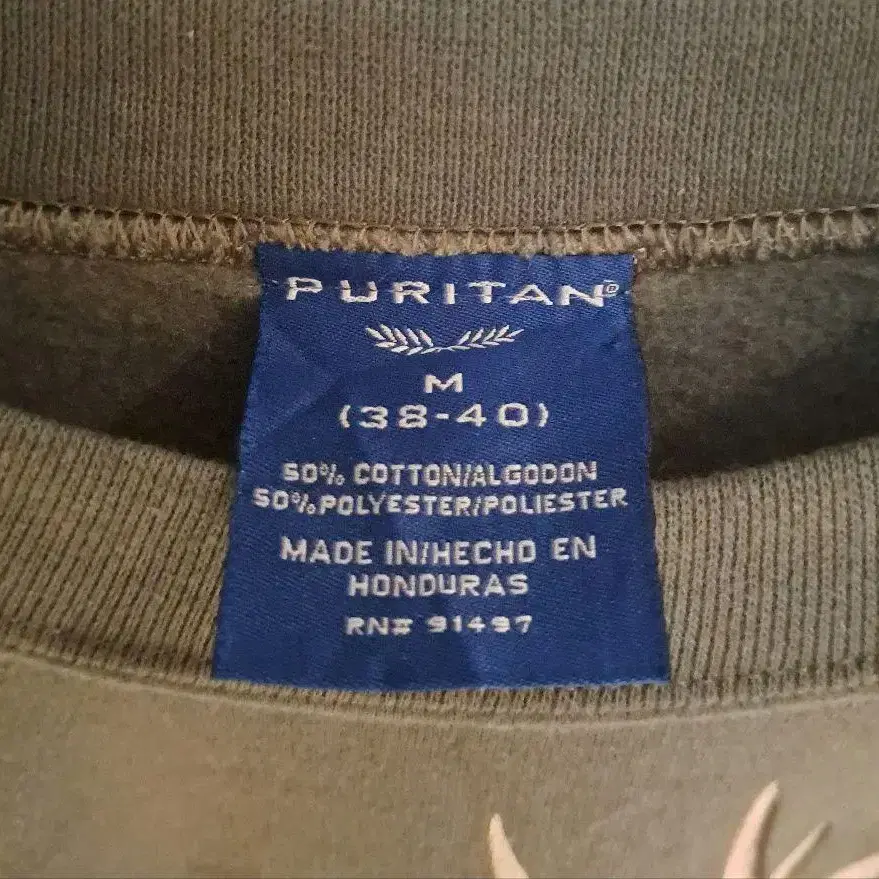 PURITAN®
M
(38-40)
50% COTTON/ALGODON
50% POLYESTER/POLIESTER
MADE IN/HECHO EN
HONDURAS
RN# 91497